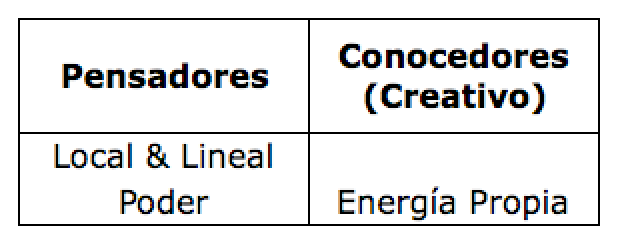 Pensadores
Conocedores
(Creativo)
Local & Lineal
Poder
Energía Propia